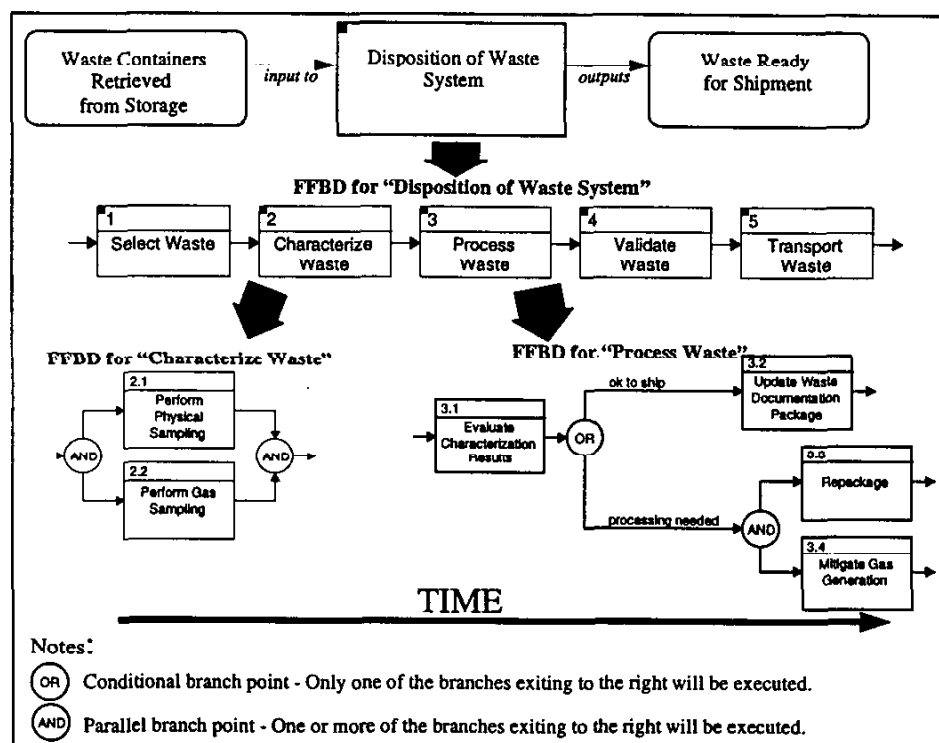 Waste Containers
Retrieved
from Storage
input to
Disposition of Waste
System
outputs
Waste Ready
for Shipment
FFBD for "Disposition of Waste System"
1
Select Waste
2
Characterize
Waste
3
Process
Waste
4
Validate
Waste
5
Transport
Waste
FFBD for "Characterize Waste"
2.1
Perform
Physical
Sampling
AND
AND
2.2
Perform Gas
Sampling
FFBD for "Process Waste"
3.1
Evaluate
Characterization
Results
OR
ok to ship
3.2
Update Waste
Documentation
Package
processing needed
AND
Repackage
3.4
Mitigate Gas
Generation
TIME
Notes:
OR Conditional branch point - Only one of the branches exiting to the right will be executed.
AND Parallel branch point - One or more of the branches exiting to the right will be executed.